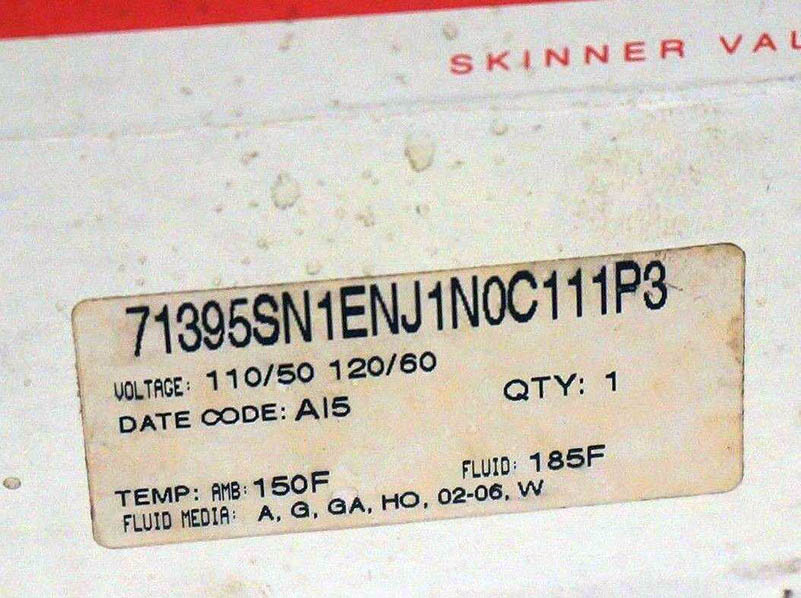 SKINNER VAL
71395SN1ENJ1N0C111P3
VOLTAGE: 110/50 120/60
DATE CODE: AI5 QTY: 1
TEMP: AMB: 150F FLUID: 185F
FLUID MEDIA: A, G, GA, HO, 02-06, W